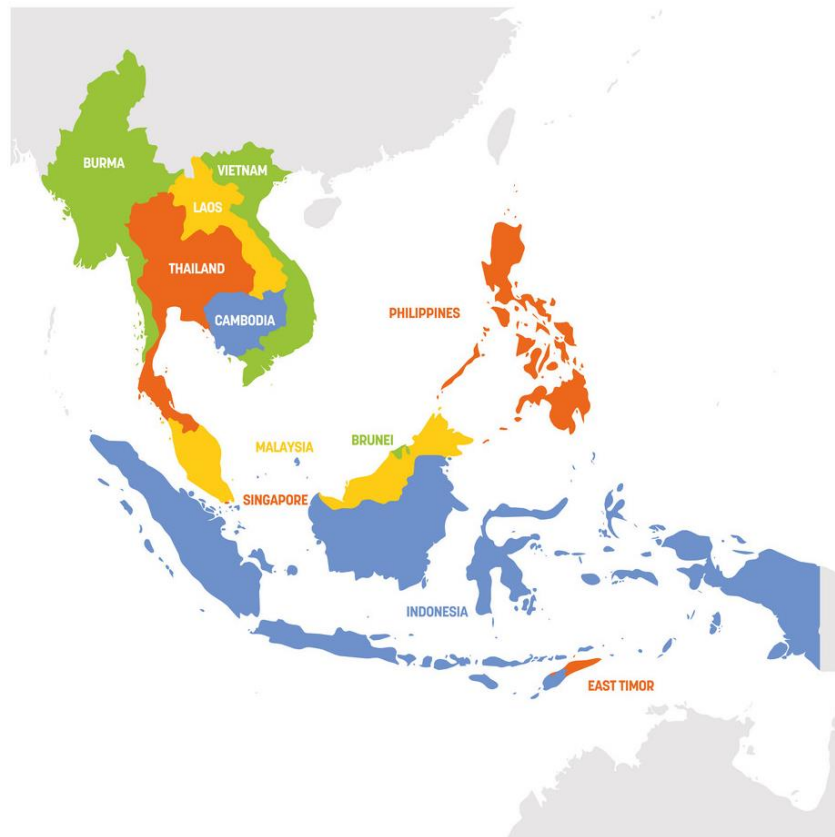 BURMA
VIETNAM
LAOS
THAILAND
CAMBODIA
PHILIPPINES
BRUNEI
MALAYSIA
SINGAPORE
INDONESIA
EAST TIMOR